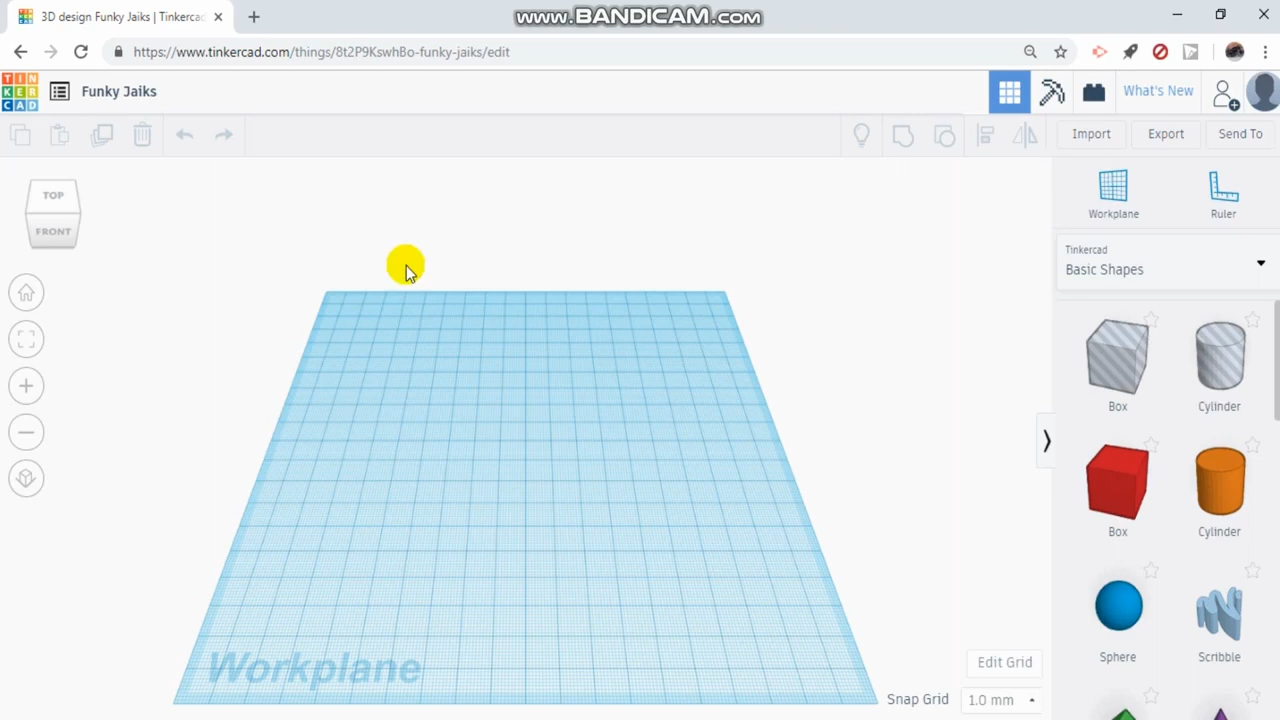 3D design Funky Jaiks | Tinkercad
www.BANDICAM.com
https://www.tinkercad.com/things/8t2P9KswhBo-funky-jaiks/edit
TIN
KER
CAD
Funky Jaiks
What's New
Import
Export
Send To
TOP
FRONT
Workplane
Ruler
Tinkercad
Basic Shapes
Box
Cylinder
Box
Cylinder
Sphere
Scribble
Workplane
Edit Grid
Snap Grid
1.0 mm